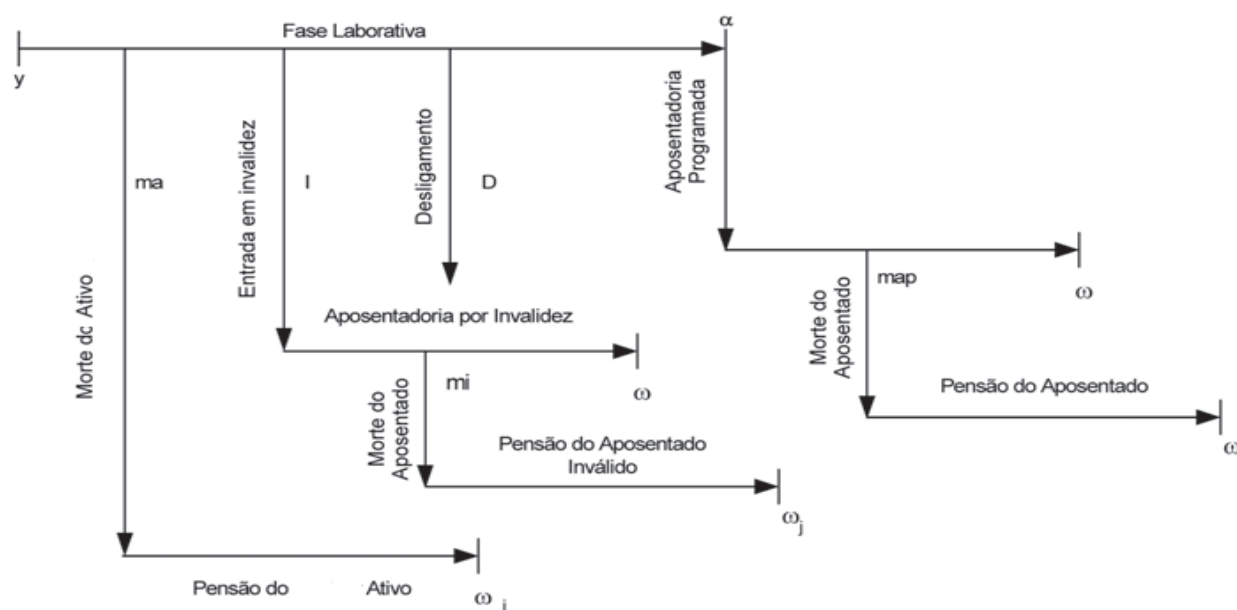 Fase Laborativa
α
y
ma
Morte do Ativo
Entrada em invalidez
I
Desligamento
D
Aposentadoria
Programada
map
ω
Morte do
Aposentado
Aposentadoria por Invalidez
mi
ω
Morte do
Aposentado
Pensão do Aposentado
ω
Pensão do Aposentado
Inválido
ωj
Pensão do Ativo
ω